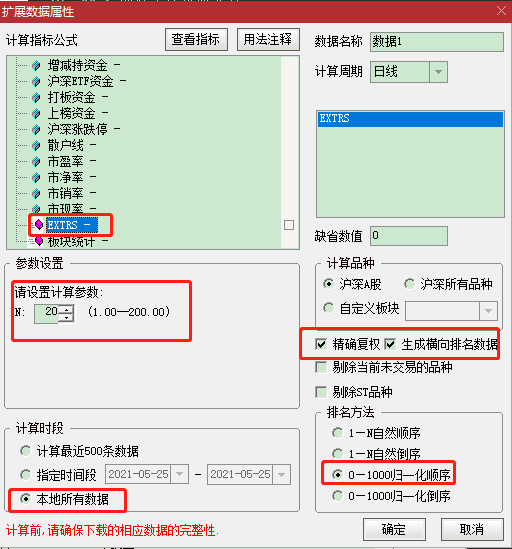 扩展数据属性
计算指标公式
查看指标
用法注释
增减持资金 -
沪深ETF资金 -
打板资金 -
上榜资金 -
沪深涨跌停 -
散户线 -
市盈率 -
市净率 -
市销率 -
市现率 -
EXTRS -
板块统计 -
数据名称 数据1
计算周期 日线
EXTRS
缺省数值 0
参数设置
请设置计算参数:
N: 20 (1.00—200.00)
计算品种
沪深A股 沪深所有品种
自定义板块
精确复权 生成横向排名数据
剔除当前未交易的品种
剔除ST品种
计算时段
计算最近500条数据
指定时间段 2021-05-25 - 2021-05-25
本地所有数据
排名方法
1—N自然顺序
1—N自然倒序
0—1000归一化顺序
0—1000归一化倒序
计算前,请确保下载的相应数据的完整性.
确定
取消